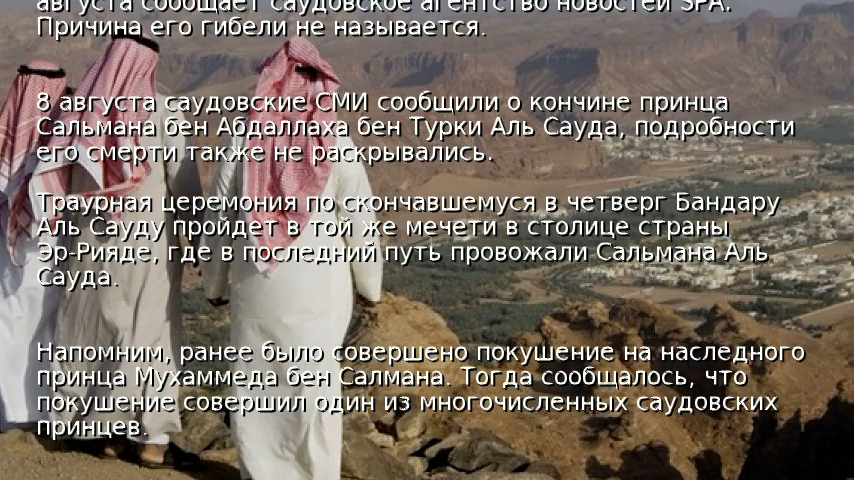 августа сообщает саудовское агентство новостей SPA.
Причина его гибели не называется.
8 августа саудовские СМИ сообщили о кончине принца
Сальмана бен Абдаллаха бен Турки Аль Сауда, подробности
его смерти также не раскрывались.
Траурная церемония по скончавшемуся в четверг Бандару
Аль Сауду пройдет в той же мечети в столице страны
Эр-Рияде, где в последний путь провожали Сальмана Аль
Сауда.
Напомним, ранее было совершено покушение на наследного
принца Мухаммеда бен Салмана. Тогда сообщалось, что
покушение совершил один из многочисленных саудовских
принцев.